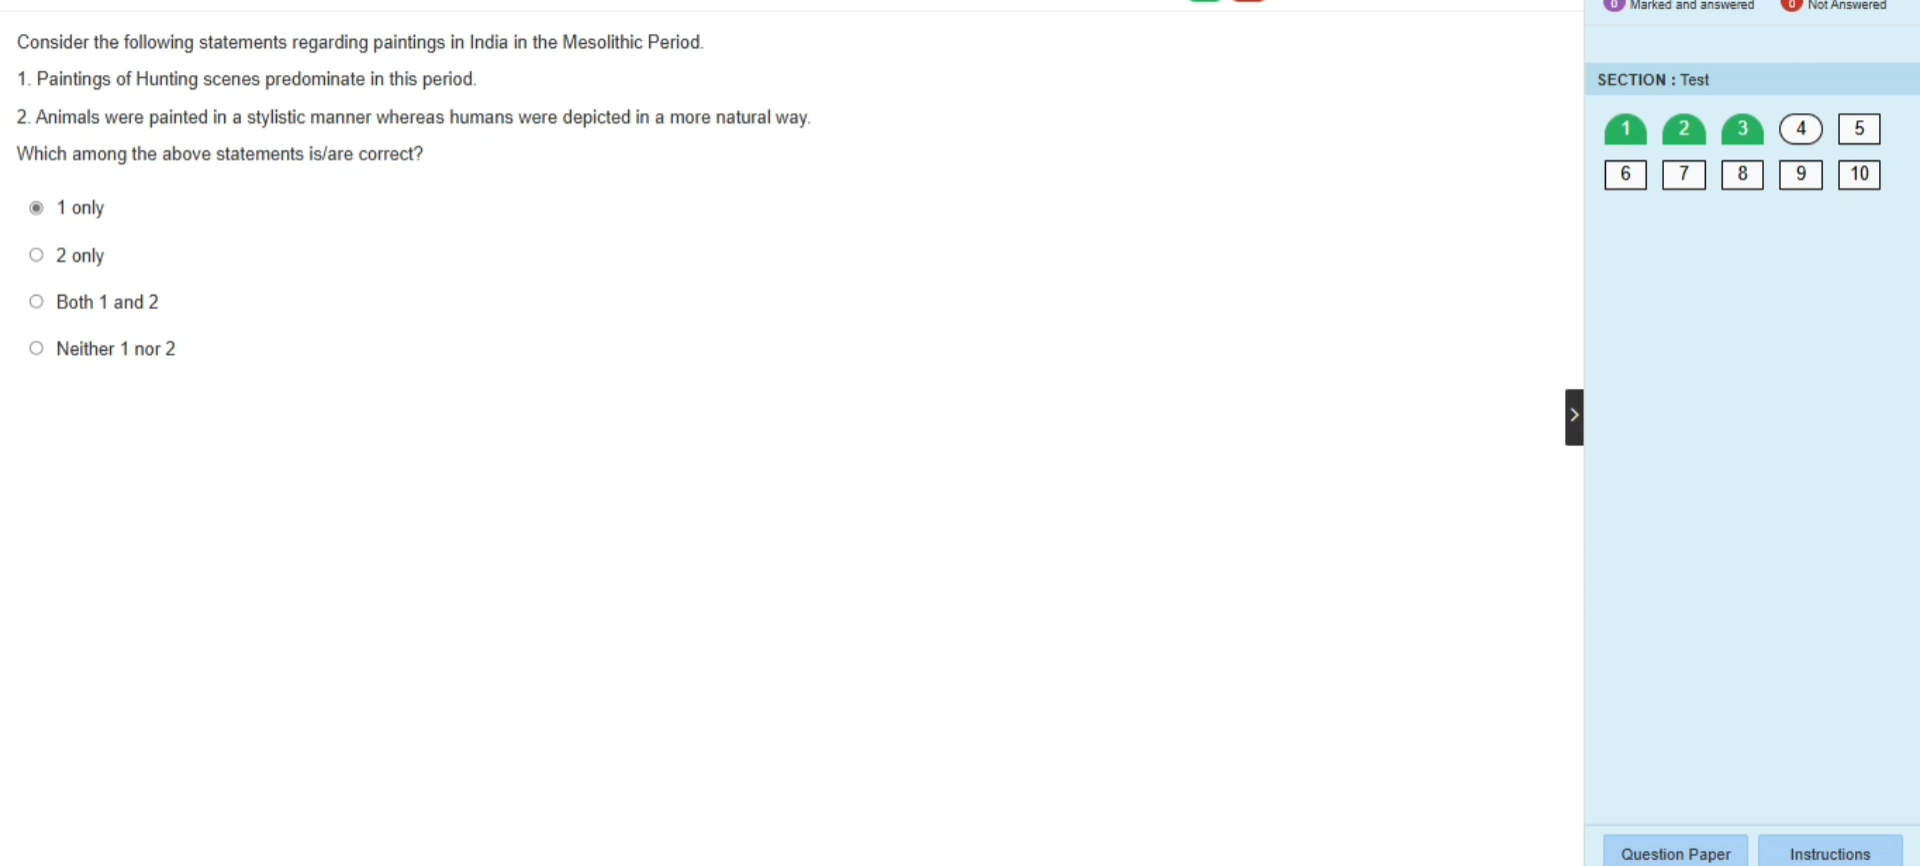 0 Marked and answered 0 Not Answered
Consider the following statements regarding paintings in India in the Mesolithic Period.
1. Paintings of Hunting scenes predominate in this period.
2. Animals were painted in a stylistic manner whereas humans were depicted in a more natural way.
Which among the above statements is/are correct?
1 only
2 only
Both 1 and 2
Neither 1 nor 2
SECTION : Test
1 2 3 4 5
6 7 8 9 10
>
Question Paper Instructions